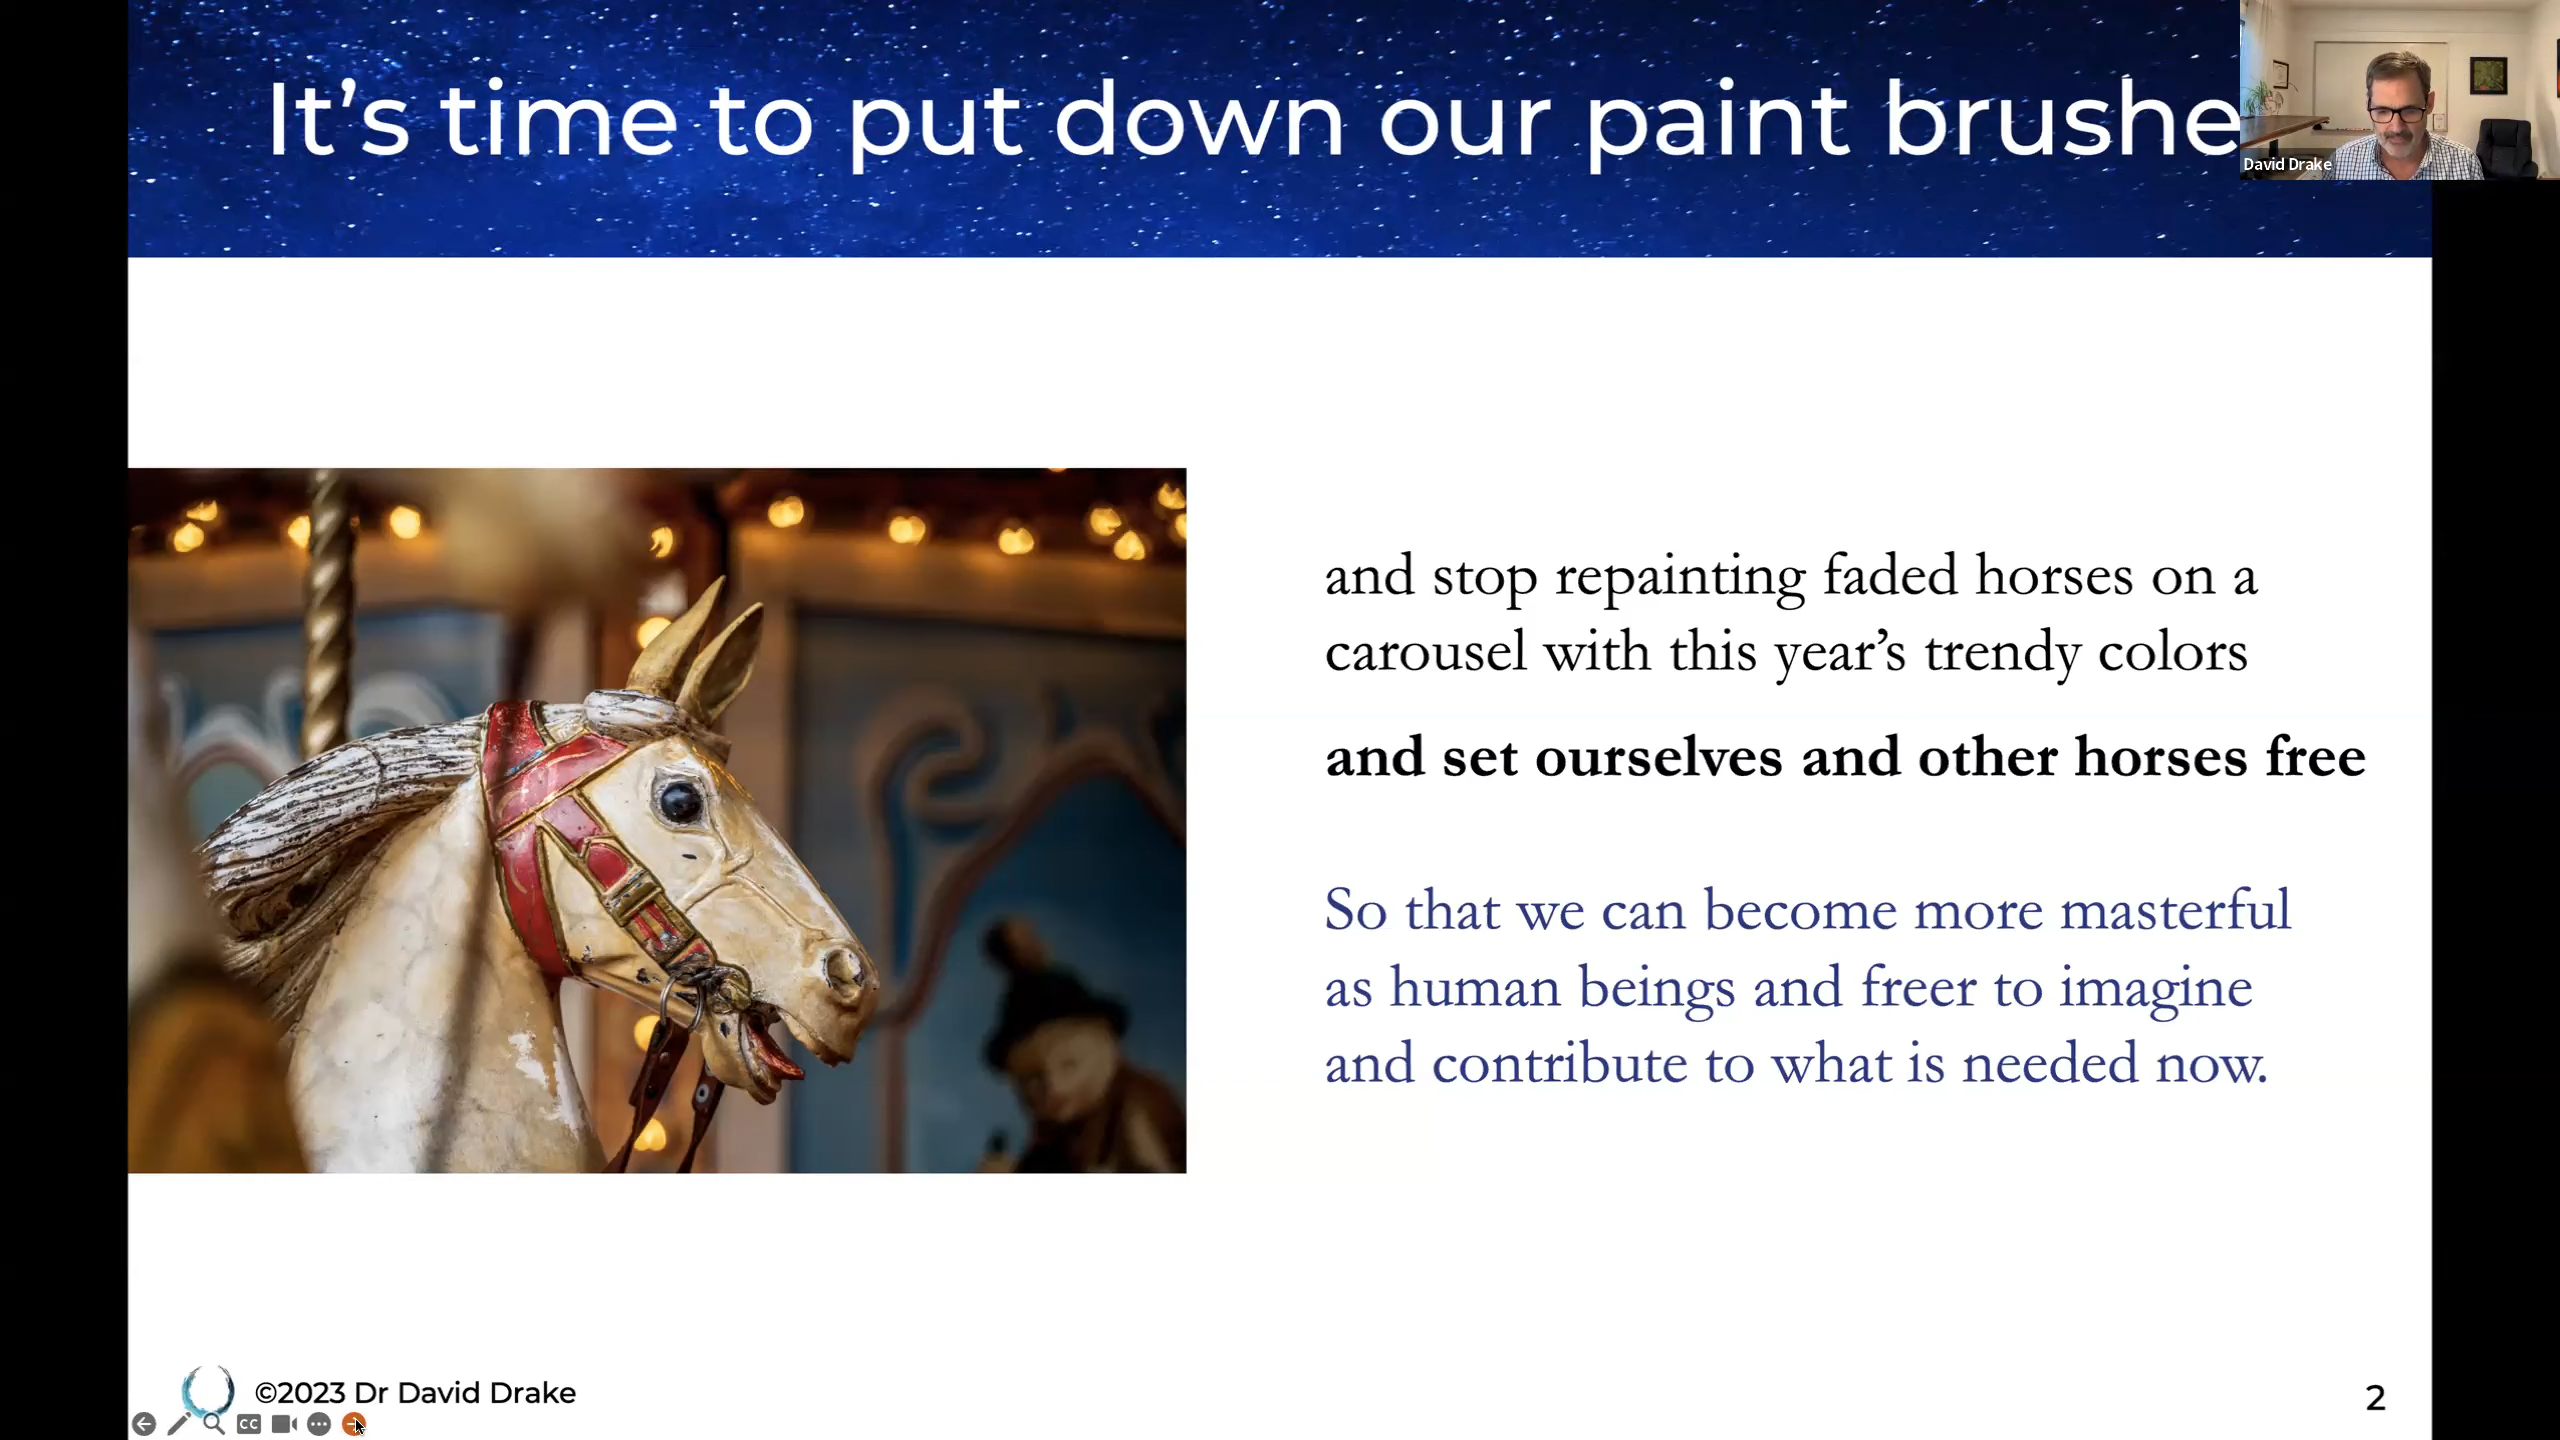 It's time to put down our paint brushe
David Drake
and stop repainting faded horses on a
carousel with this year's trendy colors
and set ourselves and other horses free
So that we can become more masterful
as human beings and freer to imagine
and contribute to what is needed now.
©2023 Dr David Drake
2
CC